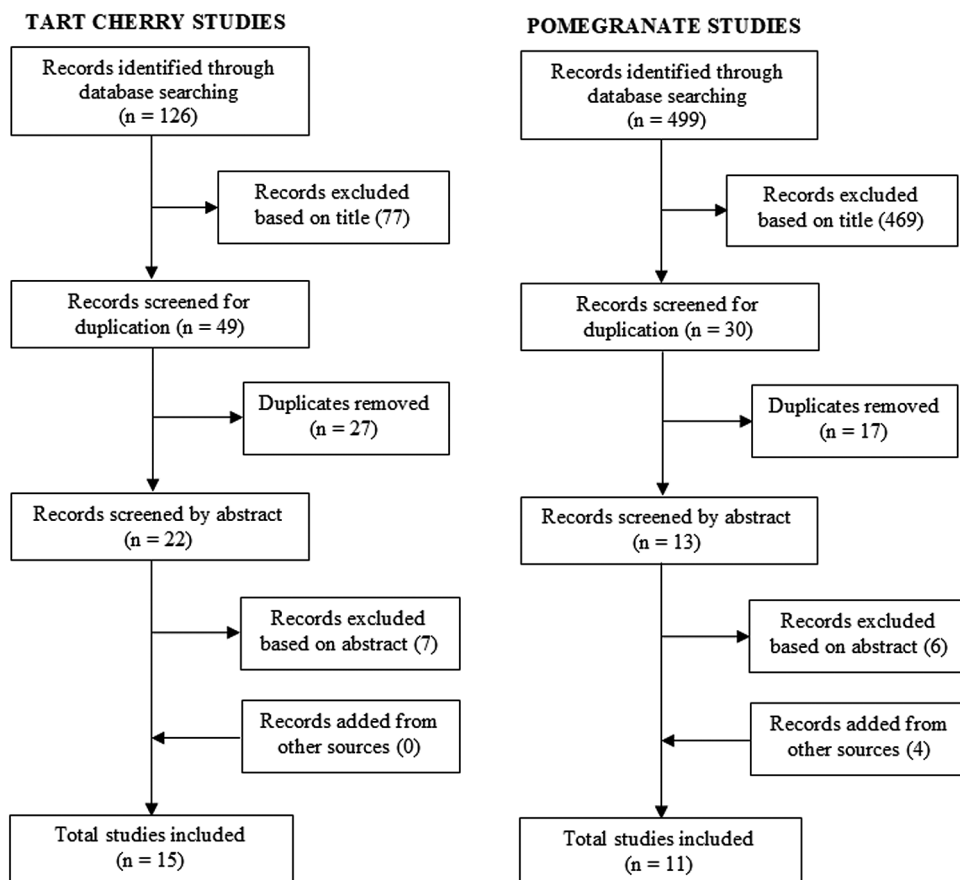 TART CHERRY STUDIES
Records identified through
database searching
(n = 126)
Records excluded
based on title (77)
Records screened for
duplication (n = 49)
Duplicates removed
(n = 27)
Records screened by abstract
(n = 22)
Records excluded
based on abstract (7)
Records added from
other sources (0)
Total studies included
(n = 15)
POMEGRANATE STUDIES
Records identified through
database searching
(n = 499)
Records excluded
based on title (469)
Records screened for
duplication (n = 30)
Duplicates removed
(n = 17)
Records screened by abstract
(n = 13)
Records excluded
based on abstract (6)
Records added from
other sources (4)
Total studies included
(n = 11)